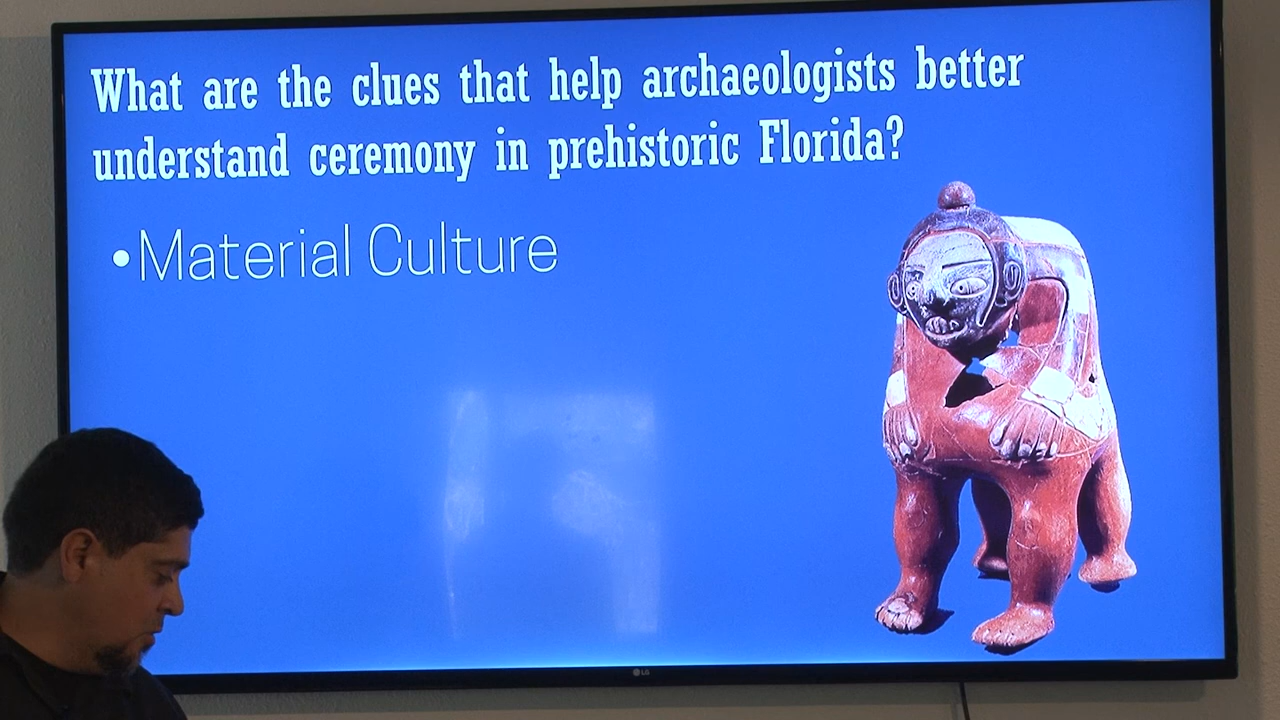 What are the clues that help archaeologists better
understand ceremony in prehistoric Florida?
•Material Culture
LG